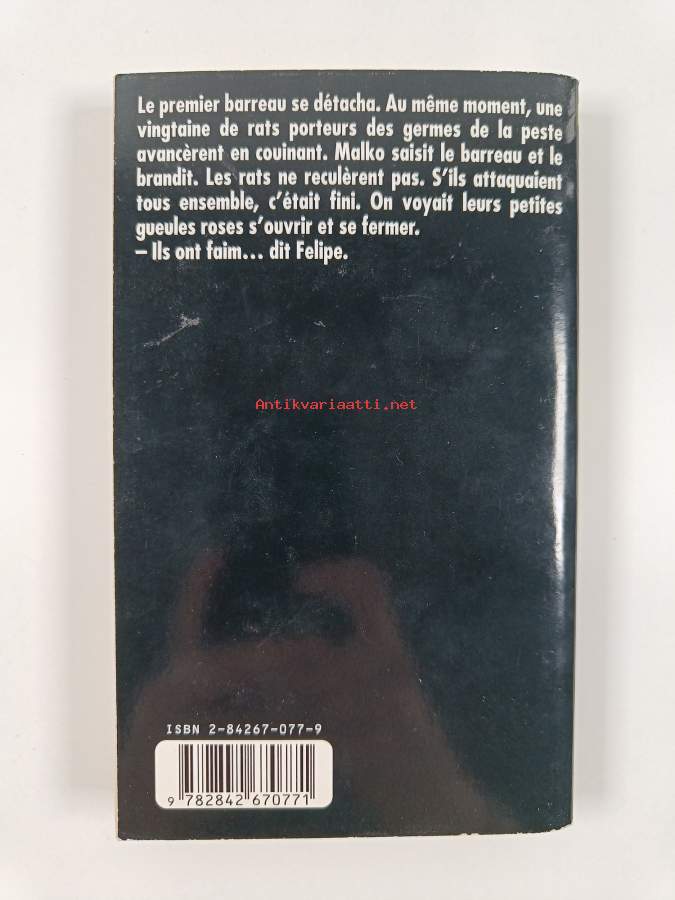 Le premier barreau se détacha. Au même moment, une
vingtaine de rats porteurs des germes de la peste
avancèrent en couinant. Malko saisit le barreau et le
brandit. Les rats ne reculèrent pas. S'ils attaquaient
tous ensemble, c'était fini. On voyait leurs petites
gueules roses s'ouvrir et se fermer.
– Ils ont faim... dit Felipe.
Antikvariaatti.net
ISBN 2-84267-077-9
9 782842 670771